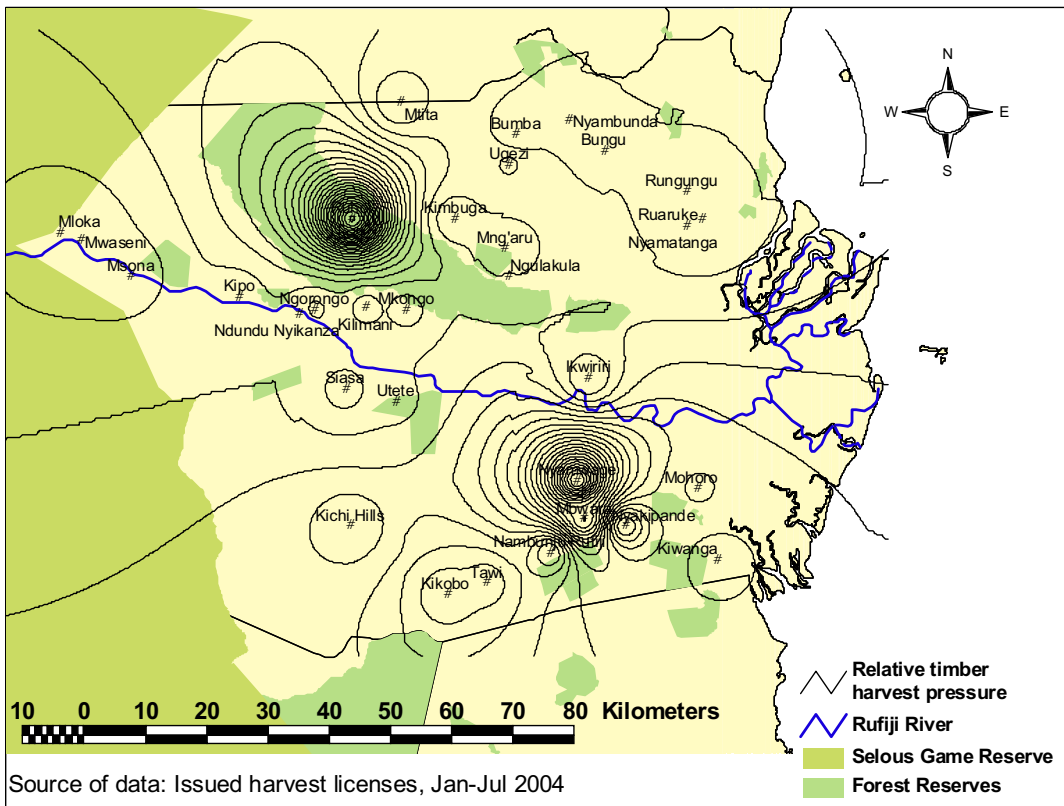 N
W E
S
Mtita
Bumba
Nyambunda
Bungu
Ugezi
Rungungu
Kimbuga
Ruaruke
Mloka
Mwaseni
Mng'aru
Nyamatanga
Msona
Ngulakula
Kipo
Ngorongo
Mkongo
Kilimani
Ndundu Nyikanza
Ikwiriri
Siasa
Utete
Nyamwage
Mohoro
Kichi Hills
Nyakipande
Nambunju
Kiwanga
Tawi
Kikobo
Relative timber
harvest pressure
Rufiji River
Selous Game Reserve
Forest Reserves
10 0 10 20 30 40 50 60 70 80 Kilometers
Source of data: Issued harvest licenses, Jan-Jul 2004